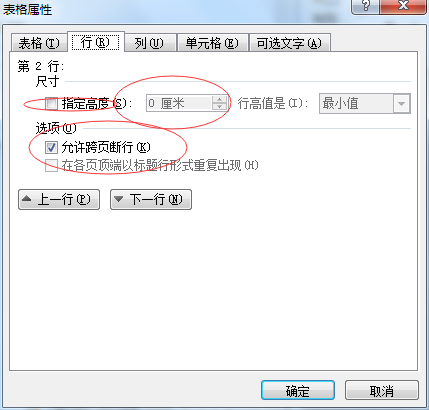 表格属性
表格(T) 行(R) 列(U) 单元格(E) 可选文字(A)
第 2 行:
尺寸
指定高度(S): 0 厘米 行高值是(I): 最小值
选项(O)
允许跨页断行(K)
在各页顶端以标题行形式重复出现(H)
上一行(P) 下一行(N)
确定 取消